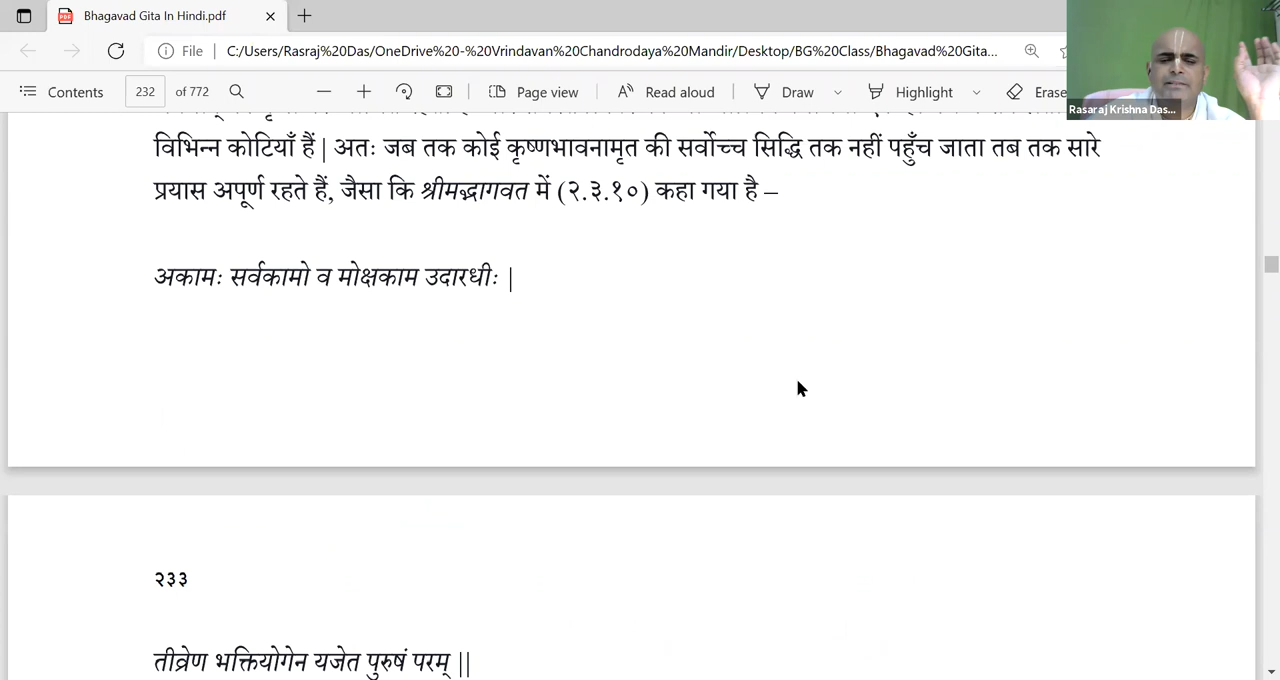 Bhagavad Gita In Hindi.pdf
File C:/Users/Rasraj%20Das/OneDrive%20-%20Vrindavan%20Chandrodaya%20Mandir/Desktop/BG%20Class/Bhagavad%20Gita...
Contents 232 of 772 Page view Read aloud Draw Highlight Erase
Rasaraj Krishna Das...
विभिन्न कोटियाँ हैं | अतः जब तक कोई कृष्णभावनामृत की सर्वोच्च सिद्धि तक नहीं पहुँच जाता तब तक सारे
प्रयास अपूर्ण रहते हैं, जैसा कि श्रीमद्भागवत में (२.३.१०) कहा गया है –
अकामः सर्वकामो व मोक्षकाम उदारधीः |
२३३
तीव्रेण भक्तियोगेन यजेत पुरुषं परम् ||